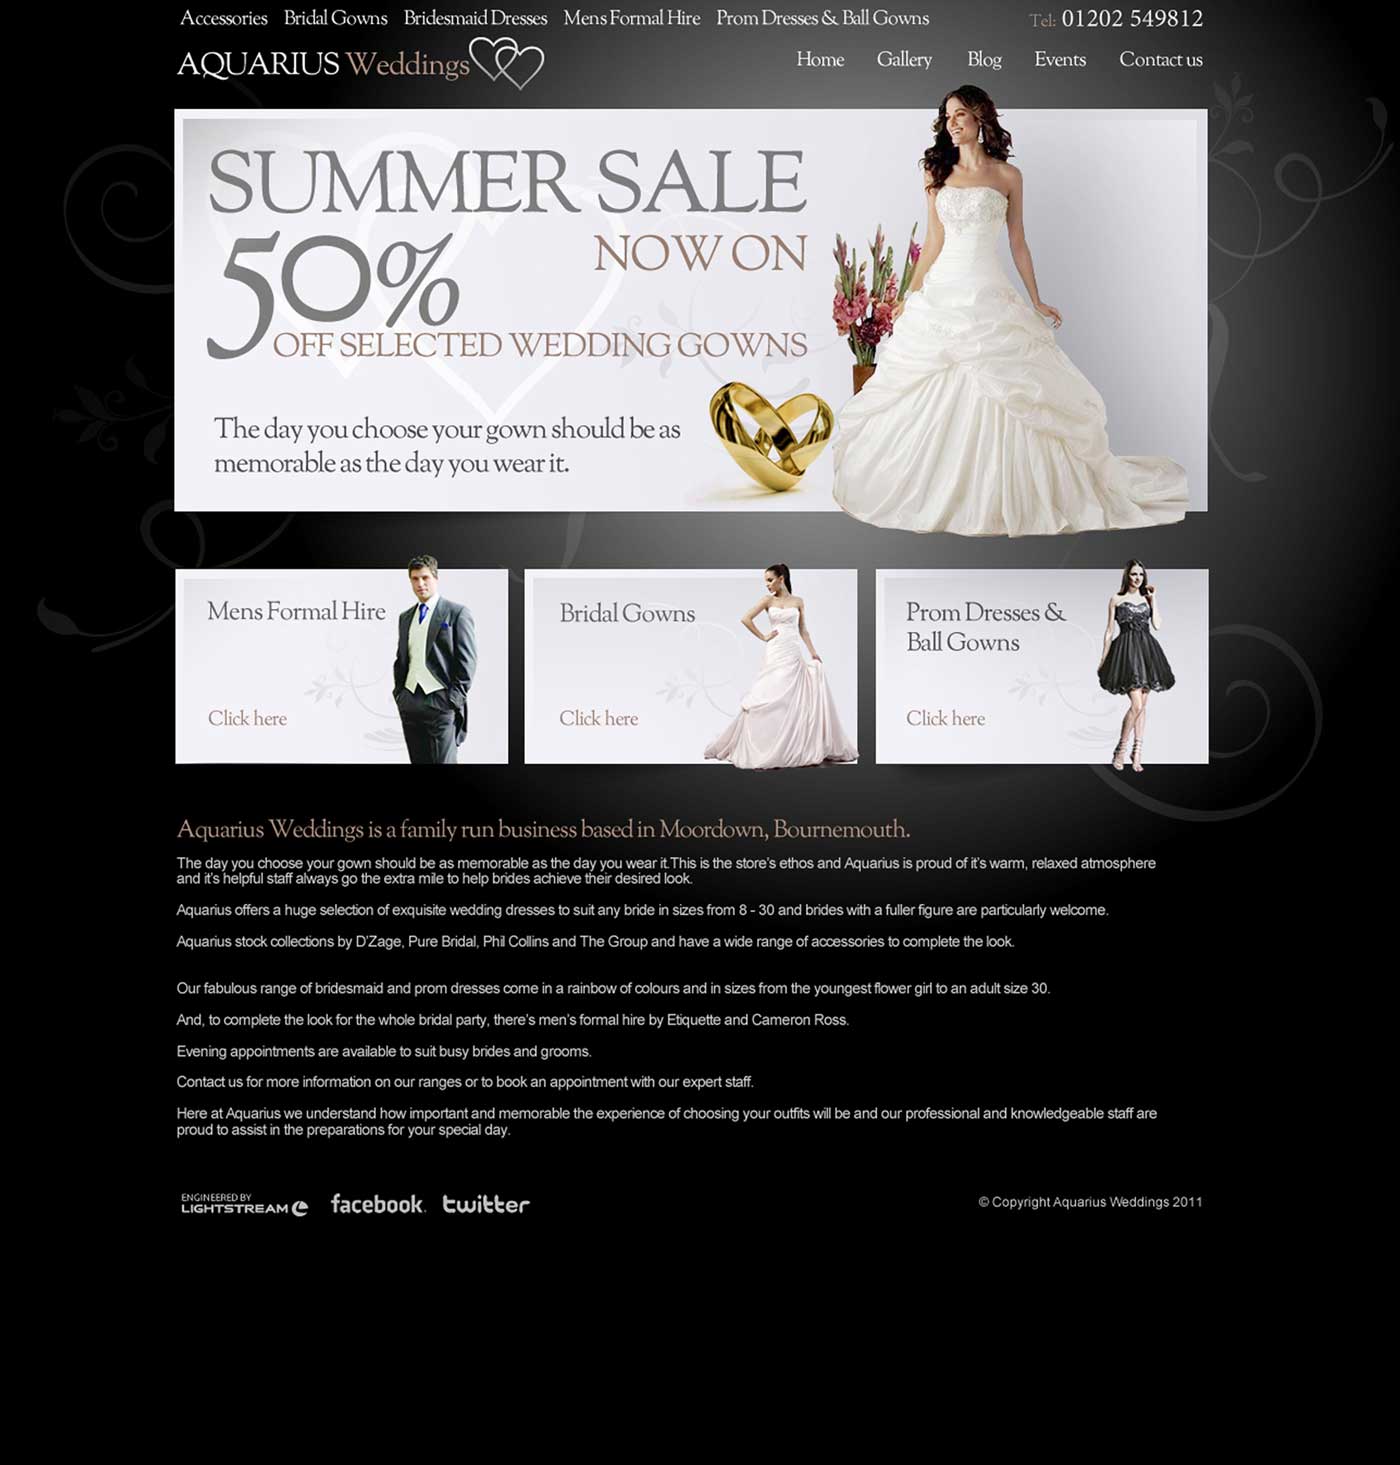 Accessories Bridal Gowns Bridesmaid Dresses Mens Formal Hire Prom Dresses & Ball Gowns Tel: 01202 549812
AQUARIUS Weddings
Home Gallery Blog Events Contact us
SUMMER SALE
NOW ON
50%
OFF SELECTED WEDDING GOWNS
The day you choose your gown should be as
memorable as the day you wear it.
Mens Formal Hire
Click here
Bridal Gowns
Click here
Prom Dresses &
Ball Gowns
Click here
Aquarius Weddings is a family run business based in Moordown, Bournemouth.
The day you choose your gown should be as memorable as the day you wear it.This is the store's ethos and Aquarius is proud of it's warm, relaxed atmosphere
and it's helpful staff always go the extra mile to help brides achieve their desired look.
Aquarius offers a huge selection of exquisite wedding dresses to suit any bride in sizes from 8 - 30 and brides with a fuller figure are particularly welcome.
Aquarius stock collections by D'Zage, Pure Bridal, Phil Collins and The Group and have a wide range of accessories to complete the look.
Our fabulous range of bridesmaid and prom dresses come in a rainbow of colours and in sizes from the youngest flower girl to an adult size 30.
And, to complete the look for the whole bridal party, there's men's formal hire by Etiquette and Cameron Ross.
Evening appointments are available to suit busy brides and grooms.
Contact us for more information on our ranges or to book an appointment with our expert staff.
Here at Aquarius we understand how important and memorable the experience of choosing your outfits will be and our professional and knowledgeable staff are
proud to assist in the preparations for your special day.
ENGINEERED BY
LIGHTSTREAM facebook. twitter © Copyright Aquarius Weddings 2011